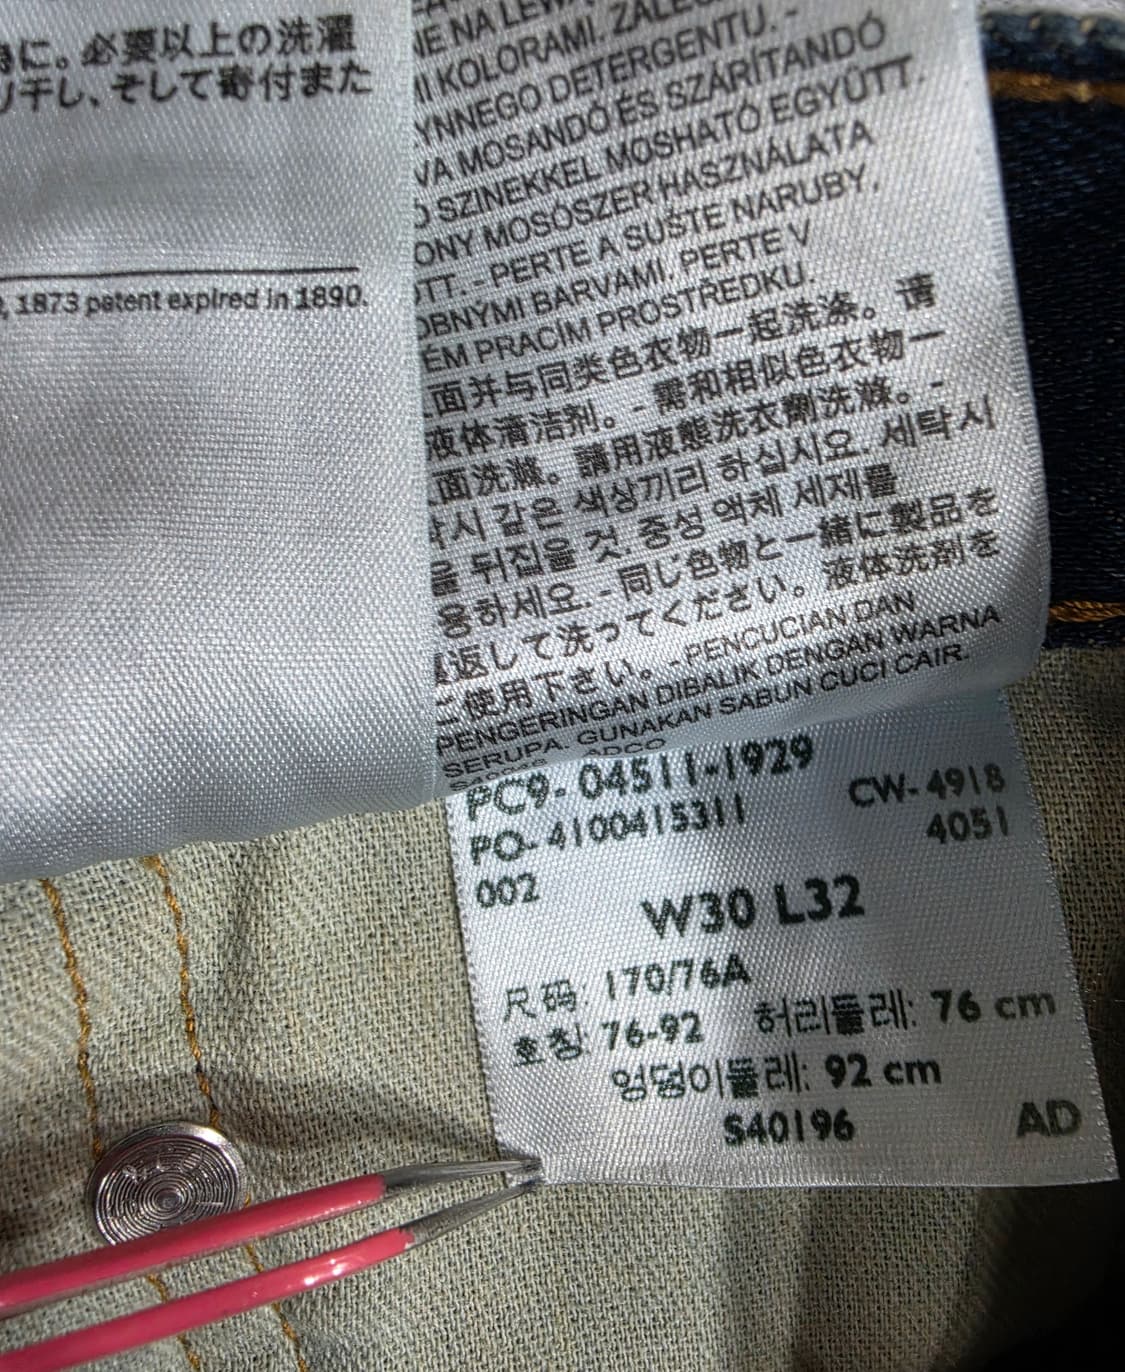 時に。必要以上の洗濯
干し、そして寄付また
, 1873 patent expired in 1890.
NE NA LEW
MI KOLORAMI. ZALEC
YNNEGO DETERGENTU. -
VA MOSANDÓ ÉS SZÁRÍTANDÓ
Ó SZINEKKEL MOSHATÓ EGYÜTT.
ONY MOSÓSZER HASZNÁLATA
OTT. - PERTE A SUŠTE NARUBY.
OBNÝMI BARVAMI. PERTE V
ÉM PRACÍM PROSTŘEDKU.
面并与同类色衣物一起洗涤。请
液体清洁剂。- 需和相似色衣物一
面洗滌。請用液態洗衣劑洗滌。-
시 같은 색상끼리 하십시오. 세탁시
을 뒤집을 것. 중성 액체 세제를
용하세요. - 同じ色物と一緒に製品を
返して洗ってください。液体洗剤を
ご使用下さい。- PENCUCIAN DAN
PENGERINGAN DIBALIK DENGAN WARNA
SERUPA. GUNAKAN SABUN CUCI CAIR.
ADCO
PC9- 04511-1929
CW- 4918
PO- 4100415311
4051
002
W30 L32
尺码: 170/76A
호칭: 76-92 허리둘레: 76 cm
엉덩이둘레: 92 cm
S40196
AD